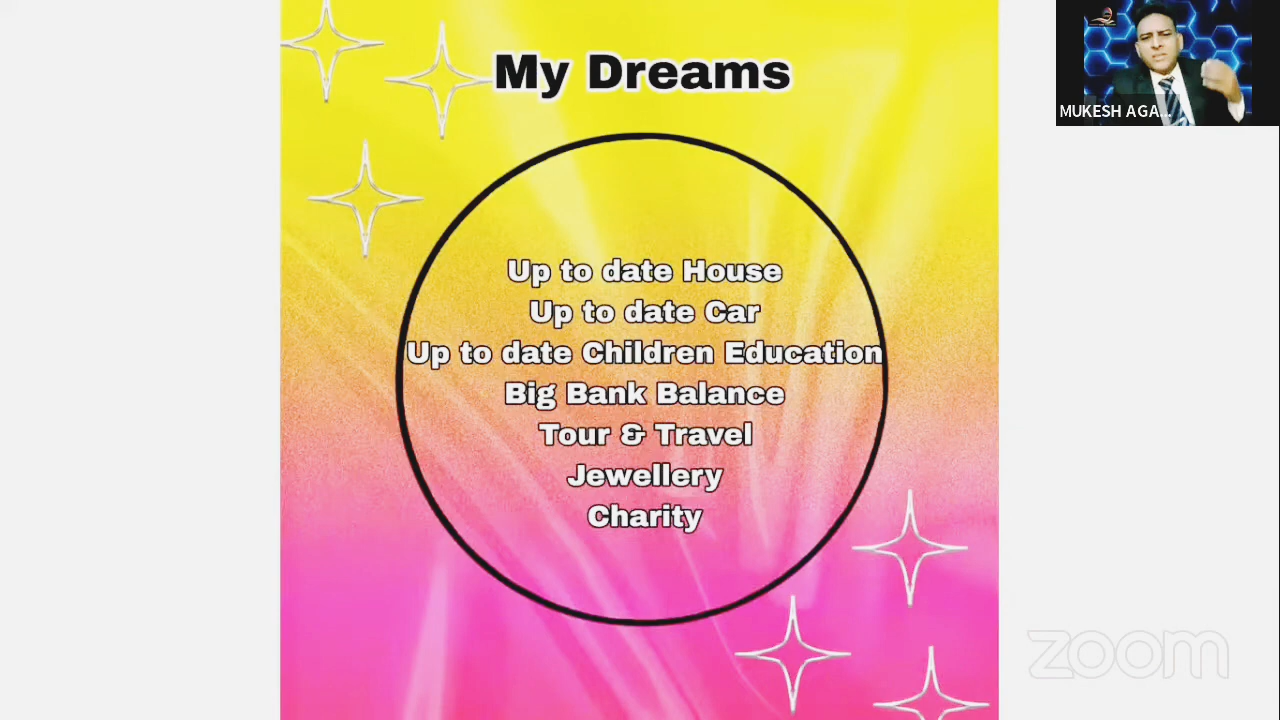 My Dreams
MUKESH AGA...
Up to date House
Up to date Car
Up to date Children Education
Big Bank Balance
Tour & Travel
Jewellery
Charity
zoom